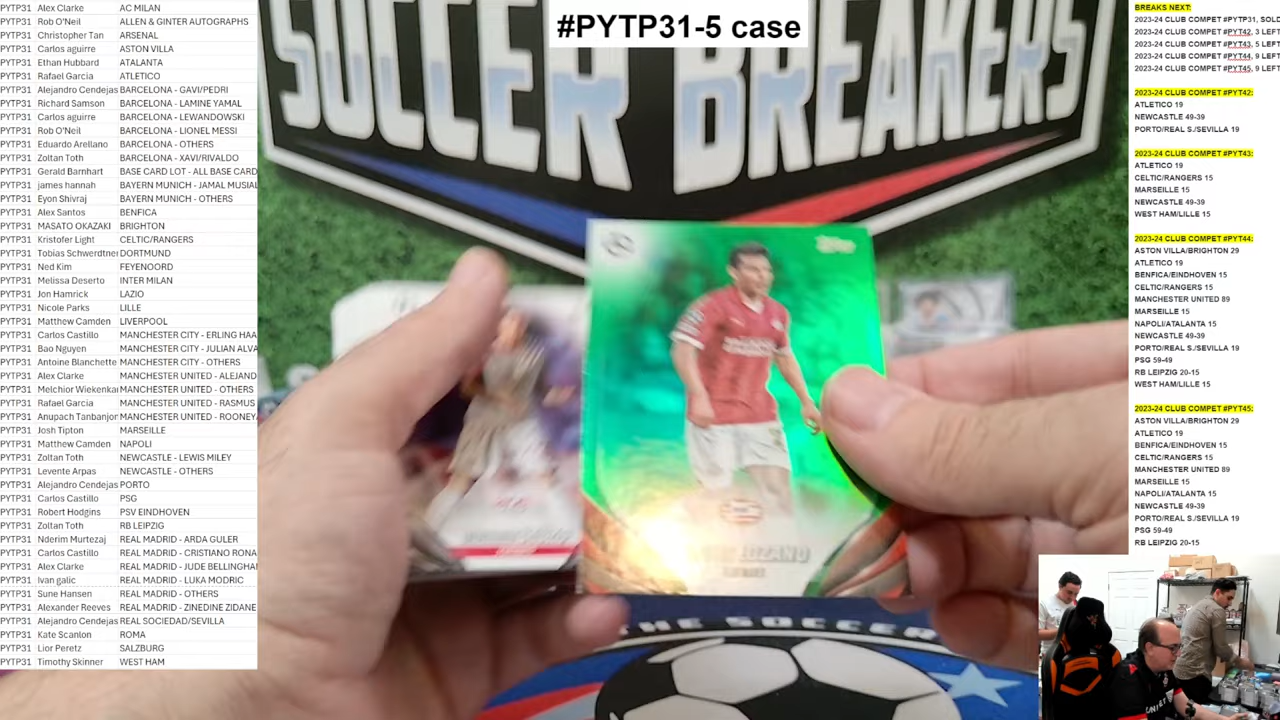 #PYTP31-5 case
SOCCER BREAKERS
PYTP31 Alex Clarke AC MILAN
PYTP31 Rob O'Neil ALLEN & GINTER AUTOGRAPHS
PYTP31 Christopher Tan ARSENAL
PYTP31 Carlos aguirre ASTON VILLA
PYTP31 Ethan Hubbard ATALANTA
PYTP31 Rafael Garcia ATLETICO
PYTP31 Alejandro Cendejas BARCELONA - GAVI/PEDRI
PYTP31 Richard Samson BARCELONA - LAMINE YAMAL
PYTP31 Carlos aguirre BARCELONA - LEWANDOWSKI
PYTP31 Rob O'Neil BARCELONA - LIONEL MESSI
PYTP31 Eduardo Arellano BARCELONA - OTHERS
PYTP31 Zoltan Toth BARCELONA - XAVI/RIVALDO
PYTP31 Gerald Barnhart BASE CARD LOT - ALL BASE CARD
PYTP31 james hannah BAYERN MUNICH - JAMAL MUSIAL
PYTP31 Eyon Shivraj BAYERN MUNICH - OTHERS
PYTP31 Alex Santos BENFICA
PYTP31 MASATO OKAZAKI BRIGHTON
PYTP31 Kristofer Light CELTIC/RANGERS
PYTP31 Tobias Schwerdtner DORTMUND
PYTP31 Ned Kim FEYENOORD
PYTP31 Melissa Deserto INTER MILAN
PYTP31 Jon Hamrick LAZIO
PYTP31 Nicole Parks LILLE
PYTP31 Matthew Camden LIVERPOOL
PYTP31 Carlos Castillo MANCHESTER CITY - ERLING HAA
PYTP31 Bao Nguyen MANCHESTER CITY - JULIAN ALVA
PYTP31 Antoine Blanchette MANCHESTER CITY - OTHERS
PYTP31 Alex Clarke MANCHESTER UNITED - ALEJAND
PYTP31 Melchior Wiekenka MANCHESTER UNITED - OTHERS
PYTP31 Rafael Garcia MANCHESTER UNITED - RASMUS
PYTP31 Anupach Tanbanjor MANCHESTER UNITED - ROONEY
PYTP31 Josh Tipton MARSEILLE
PYTP31 Matthew Camden NAPOLI
PYTP31 Zoltan Toth NEWCASTLE - LEWIS MILEY
PYTP31 Levente Arpas NEWCASTLE - OTHERS
PYTP31 Alejandro Cendejas PORTO
PYTP31 Carlos Castillo PSG
PYTP31 Robert Hodgins PSV EINDHOVEN
PYTP31 Zoltan Toth RB LEIPZIG
PYTP31 Nderim Murtezaj REAL MADRID - ARDA GULER
PYTP31 Carlos Castillo REAL MADRID - CRISTIANO RONA
PYTP31 Alex Clarke REAL MADRID - JUDE BELLINGHA
PYTP31 Ivan galic REAL MADRID - LUKA MODRIC
PYTP31 Sune Hansen REAL MADRID - OTHERS
PYTP31 Alexander Reeves REAL MADRID - ZINEDINE ZIDANE
PYTP31 Alejandro Cendejas REAL SOCIEDAD/SEVILLA
PYTP31 Kate Scanlon ROMA
PYTP31 Lior Peretz SALZBURG
PYTP31 Timothy Skinner WEST HAM
topps
LOZANO
THE SOCCER
BREAKS NEXT:
2023-24 CLUB COMPET #PYTP31, SOLD
2023-24 CLUB COMPET #PYT42, 3 LEFT
2023-24 CLUB COMPET #PYT43, 5 LEFT
2023-24 CLUB COMPET #PYT44, 9 LEFT
2023-24 CLUB COMPET #PYT45, 9 LEFT
2023-24 CLUB COMPET #PYT42:
ATLETICO 19
NEWCASTLE 49-39
PORTO/REAL S./SEVILLA 19
2023-24 CLUB COMPET #PYT43:
ATLETICO 19
CELTIC/RANGERS 15
MARSEILLE 15
NEWCASTLE 49-39
WEST HAM/LILLE 15
2023-24 CLUB COMPET #PYT44:
ASTON VILLA/BRIGHTON 29
ATLETICO 19
BENFICA/EINDHOVEN 15
CELTIC/RANGERS 15
MANCHESTER UNITED 89
MARSEILLE 15
NAPOLI/ATALANTA 15
NEWCASTLE 49-39
PORTO/REAL S./SEVILLA 19
PSG 59-49
RB LEIPZIG 20-15
WEST HAM/LILLE 15
2023-24 CLUB COMPET #PYT45:
ASTON VILLA/BRIGHTON 29
ATLETICO 19
BENFICA/EINDHOVEN 15
CELTIC/RANGERS 15
MANCHESTER UNITED 89
MARSEILLE 15
NAPOLI/ATALANTA 15
NEWCASTLE 49-39
PORTO/REAL S./SEVILLA 19
PSG 59-49
RB LEIPZIG 20-15